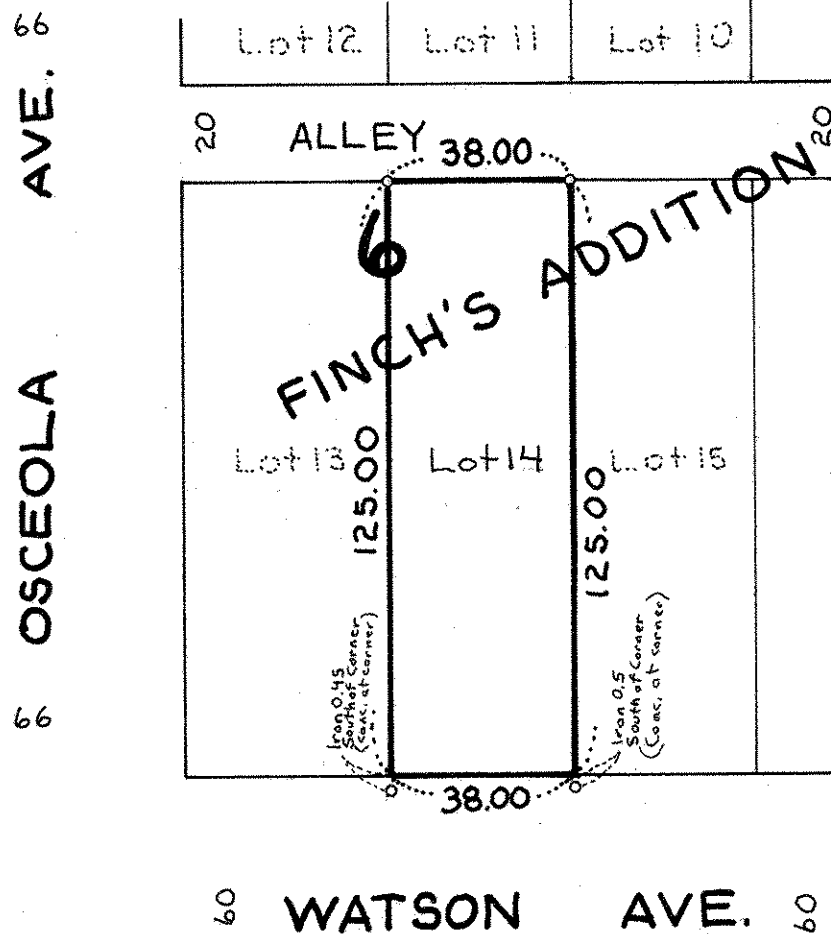 66
Lot 12
Lot 11
Lot 10
OSCEOLA AVE.
20
ALLEY
20
38.00
6
FINCH'S ADDITION
Lot 13
Lot 14
Lot 15
125.00
125.00
Iron 0.45
South of Corner
(conc. at corner)
Iron 0.5
South of Corner
(Conc. at corner)
66
38.00
60
WATSON AVE.
60